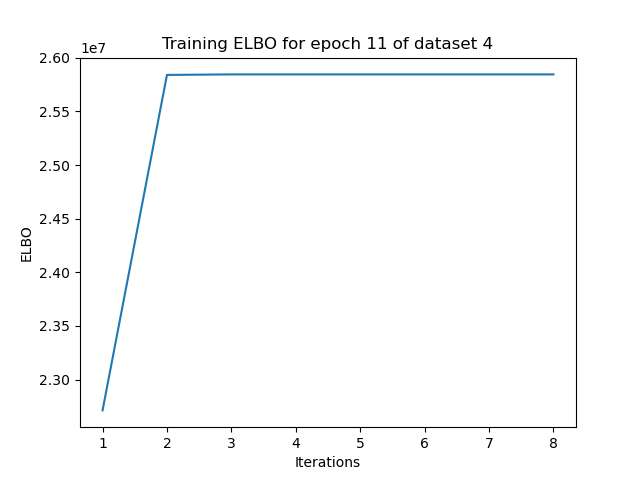 Training ELBO for epoch 11 of dataset 4
1e7
2.60
2.55
2.50
2.45
2.40
2.35
2.30
ELBO
1 2 3 4 5 6 7 8
Iterations